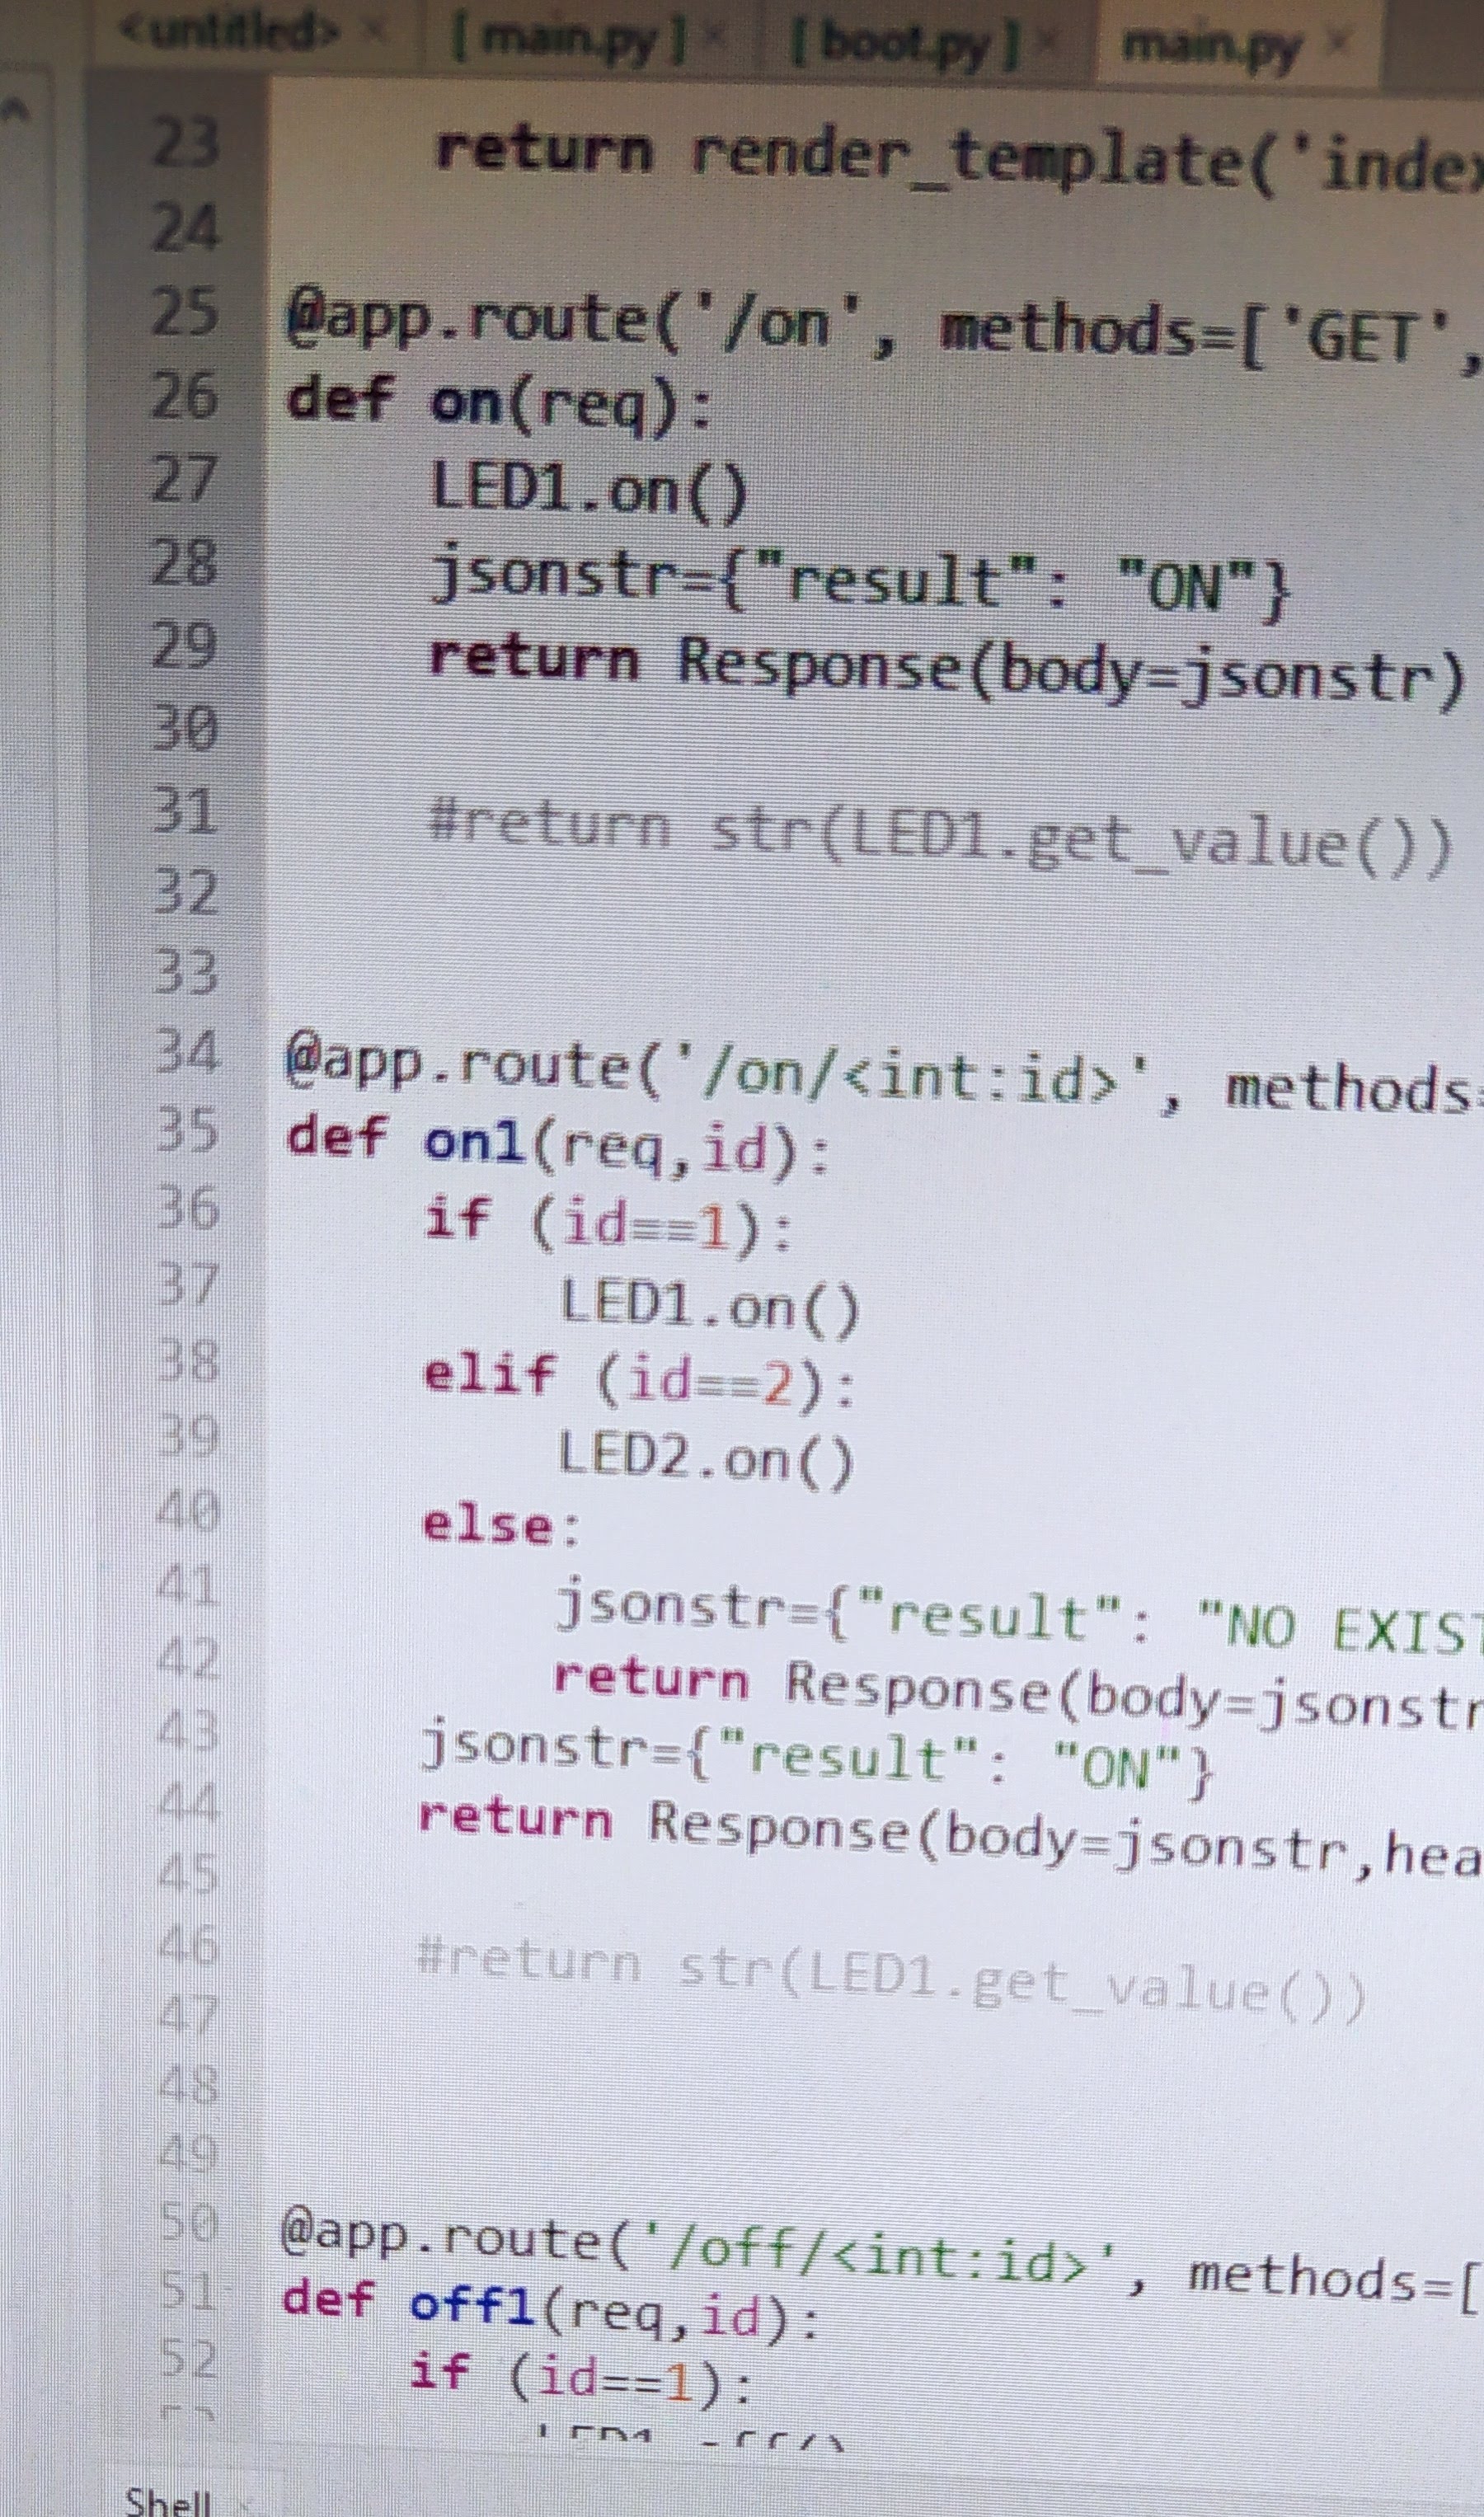 <untitled> × [ main.py ] × [ boot.py ] × main.py ×
23 return render_template('index
24
25 @app.route('/on', methods=['GET',
26 def on(req):
27 LED1.on()
28 jsonstr={"result": "ON"}
29 return Response(body=jsonstr)
30
31 #return str(LED1.get_value())
32
33
34 @app.route('/on/<int:id>', methods=
35 def on1(req,id):
36 if (id==1):
37 LED1.on()
38 elif (id==2):
39 LED2.on()
40 else:
41 jsonstr={"result": "NO EXIST
42 return Response(body=jsonstr
43 jsonstr={"result": "ON"}
44 return Response(body=jsonstr,hea
45
46 #return str(LED1.get_value())
47
48
49
50 @app.route('/off/<int:id>', methods=[
51 def off1(req,id):
52 if (id==1):
Shell